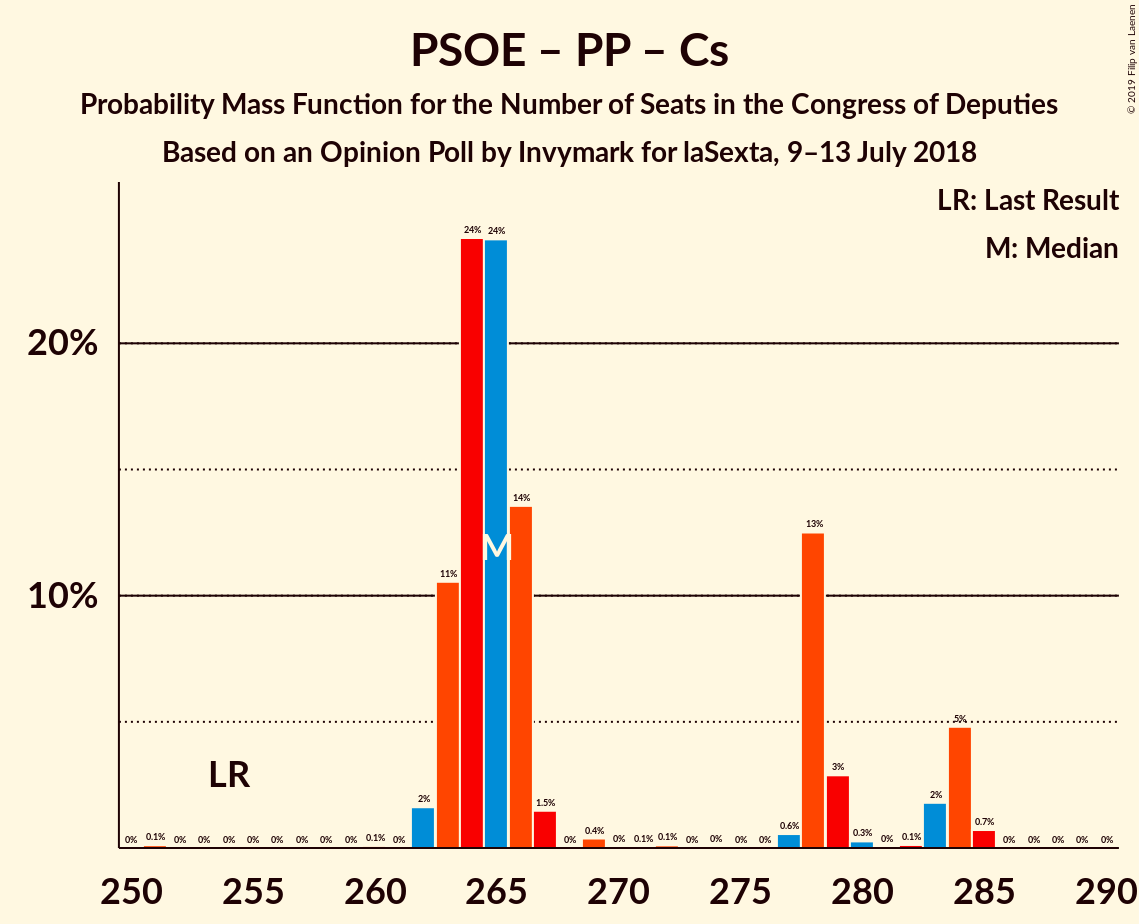 PSOE – PP – Cs
Probability Mass Function for the Number of Seats in the Congress of Deputies
Based on an Opinion Poll by Invymark for laSexta, 9–13 July 2018
© 2019 Filip van Laenen
LR: Last Result
M: Median
20%
10%
LR
M
0% 0.1% 0% 0% 0% 0% 0% 0% 0% 0% 0.1% 0% 2% 11% 24% 24% 14% 1.5% 0% 0.4% 0% 0.1% 0.1% 0% 0% 0% 0% 0.6% 13% 3% 0.3% 0% 0.1% 2% 5% 0.7% 0% 0% 0% 0% 0%
250 255 260 265 270 275 280 285 290